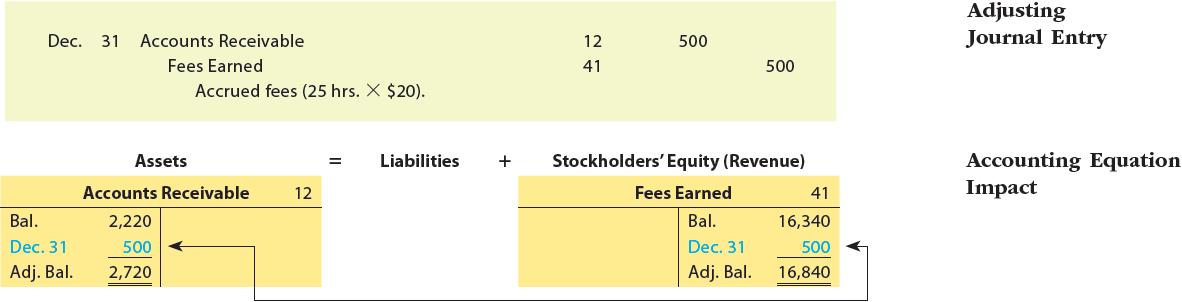 Adjusting
Journal Entry
Dec. 31 Accounts Receivable 12 500
Fees Earned 41 500
Accrued fees (25 hrs. × $20).
Assets = Liabilities + Stockholders’ Equity (Revenue)
Accounting Equation
Impact
Accounts Receivable 12
Bal. 2,220
Dec. 31 500
Adj. Bal. 2,720
Fees Earned 41
Bal. 16,340
Dec. 31 500
Adj. Bal. 16,840